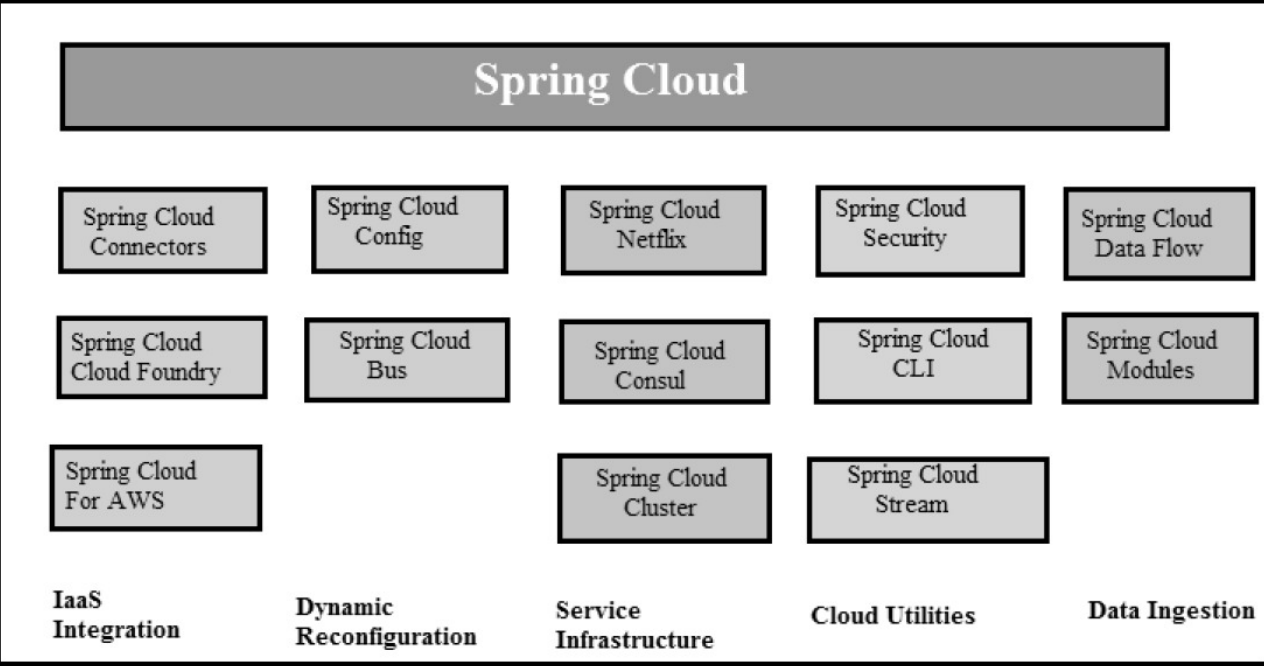 Spring Cloud
Spring Cloud
Connectors
Spring Cloud
Config
Spring Cloud
Netflix
Spring Cloud
Security
Spring Cloud
Data Flow
Spring Cloud
Cloud Foundry
Spring Cloud
Bus
Spring Cloud
Consul
Spring Cloud
CLI
Spring Cloud
Modules
Spring Cloud
For AWS
Spring Cloud
Cluster
Spring Cloud
Stream
IaaS
Integration
Dynamic
Reconfiguration
Service
Infrastructure
Cloud Utilities
Data Ingestion